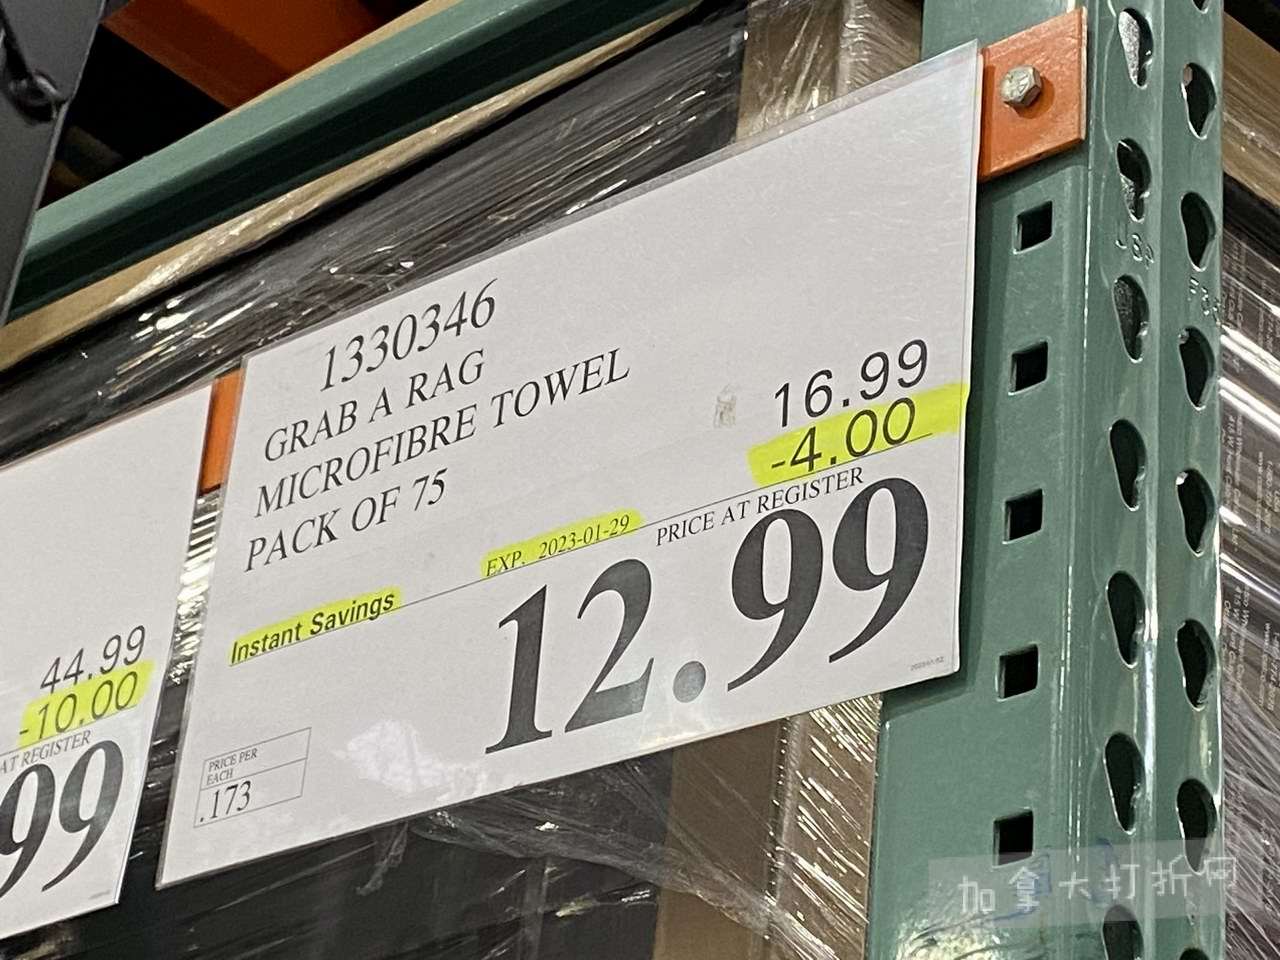 1330346
GRAB A RAG
MICROFIBRE TOWEL
PACK OF 75
16.99
-4.00
EXP. 2023-01-29
PRICE AT REGISTER
Instant Savings
12.99
PRICE PER
EACH
.173
44.99
-10.00
AT REGISTER
99
加拿大打折网